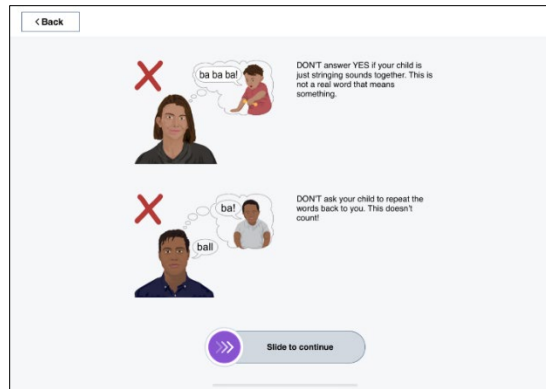 < Back
ba ba ba!
DON'T answer YES if your child is
just stringing sounds together. This is
not a real word that means
something.
ba!
ball
DON'T ask your child to repeat the
words back to you. This doesn't
count!
Slide to continue